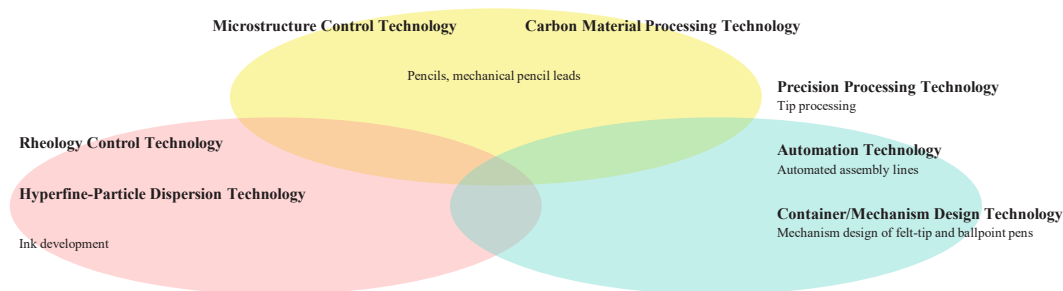 Microstructure Control Technology
Carbon Material Processing Technology
Pencils, mechanical pencil leads
Precision Processing Technology
Tip processing
Rheology Control Technology
Hyperfine-Particle Dispersion Technology
Ink development
Automation Technology
Automated assembly lines
Container/Mechanism Design Technology
Mechanism design of felt-tip and ballpoint pens